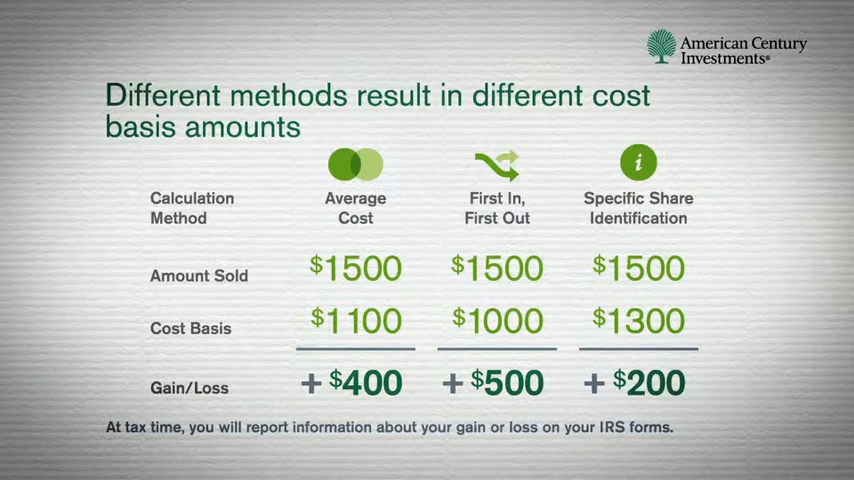 American Century
Investments®
Different methods result in different cost
basis amounts
i
Calculation
Method
Average
Cost
First In,
First Out
Specific Share
Identification
Amount Sold $1500 $1500 $1500
Cost Basis $1100 $1000 $1300
Gain/Loss + $400 + $500 + $200
At tax time, you will report information about your gain or loss on your IRS forms.